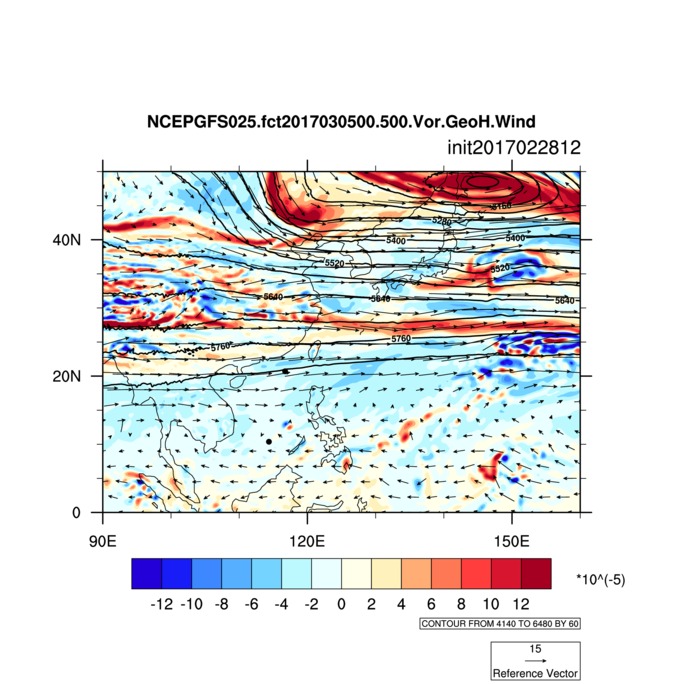 NCEPGFS025.fct2017030500.500.Vor.GeoH.Wind
init2017022812
5160
5280
40N
5400
5400
5520
5520
5640
5640
5640
5760
5760
20N
0
90E 120E 150E
-12 -10 -8 -6 -4 -2 0 2 4 6 8 10 12
*10^(-5)
CONTOUR FROM 4140 TO 6480 BY 60
15
Reference Vector